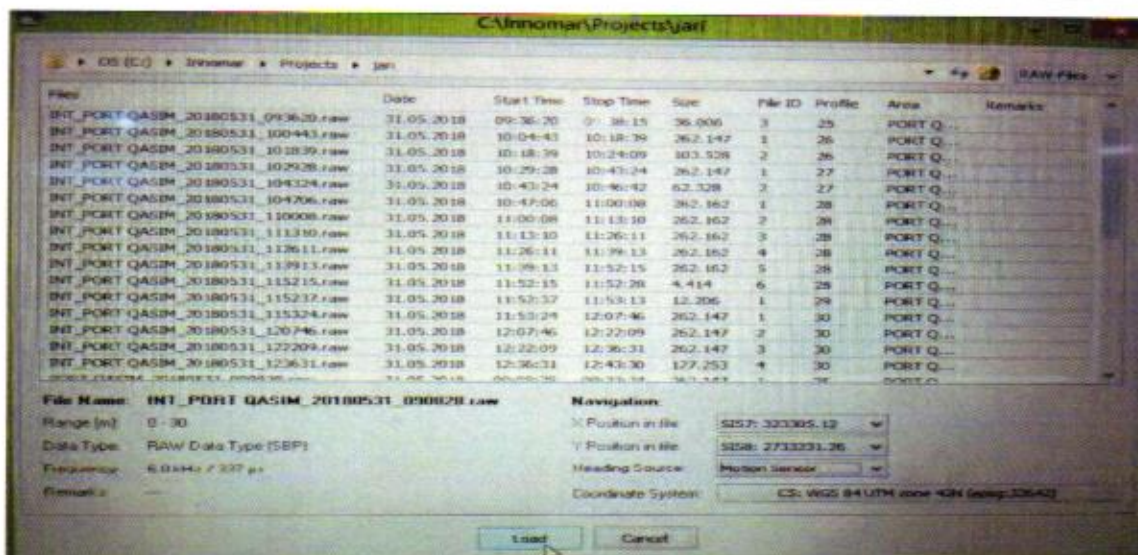 C:\Innomar\Projects\jari
OS (C:) Innomar Projects jari RAW Files
Files Date Start Time Stop Time Size File ID Profile Area Remarks
INT_PORT QASIM_20180531_093620.raw 31.05.2018 09:36:20 38:15 36.006 3 25 PORT Q...
INT_PORT QASIM_20180531_100443.raw 31.05.2018 10:04:43 10:18:39 262.147 1 26 PORT Q...
INT_PORT QASIM_20180531_101839.raw 31.05.2018 10:18:39 10:24:09 103.528 2 26 PORT Q...
INT_PORT QASIM_20180531_102928.raw 31.05.2018 10:29:28 10:43:24 262.147 1 27 PORT Q...
INT_PORT QASIM_20180531_104324.raw 31.05.2018 10:43:24 10:46:42 62.328 2 27 PORT Q...
INT_PORT QASIM_20180531_104706.raw 31.05.2018 10:47:06 11:00:08 262.162 1 28 PORT Q...
INT_PORT QASIM_20180531_110008.raw 31.05.2018 11:00:08 11:13:10 262.162 2 28 PORT Q...
INT_PORT QASIM_20180531_111310.raw 31.05.2018 11:13:10 11:26:11 262.162 3 28 PORT Q...
INT_PORT QASIM_20180531_112611.raw 31.05.2018 11:26:11 11:39:13 262.162 4 28 PORT Q...
INT_PORT QASIM_20180531_113913.raw 31.05.2018 11:39:13 11:52:15 262.162 5 28 PORT Q...
INT_PORT QASIM_20180531_115215.raw 31.05.2018 11:52:15 11:52:28 4.414 6 28 PORT Q...
INT_PORT QASIM_20180531_115237.raw 31.05.2018 11:52:37 11:53:13 12.206 1 29 PORT Q...
INT_PORT QASIM_20180531_115324.raw 31.05.2018 11:53:24 12:07:46 262.147 1 30 PORT Q...
INT_PORT QASIM_20180531_120746.raw 31.05.2018 12:07:46 12:22:09 262.147 2 30 PORT Q...
INT_PORT QASIM_20180531_122209.raw 31.05.2018 12:22:09 12:36:31 262.147 3 30 PORT Q...
INT_PORT QASIM_20180531_123631.raw 31.05.2018 12:36:31 12:43:30 127.253 4 30 PORT Q...
File Name: INT_PORT QASIM_20180531_090828.raw Navigation:
Range [m]: 0 - 30 X Position in file SIS7: 323305.12
Data Type: RAW Data Type (SBP) Y Position in file SIS8: 2733231.26
Frequency: 6.0 kHz / 337 µs Heading Source: Motion Sensor
Remarks: --- Coordinate System: CS: WGS 84 UTM zone 42N (epsg:32642)
Load Cancel